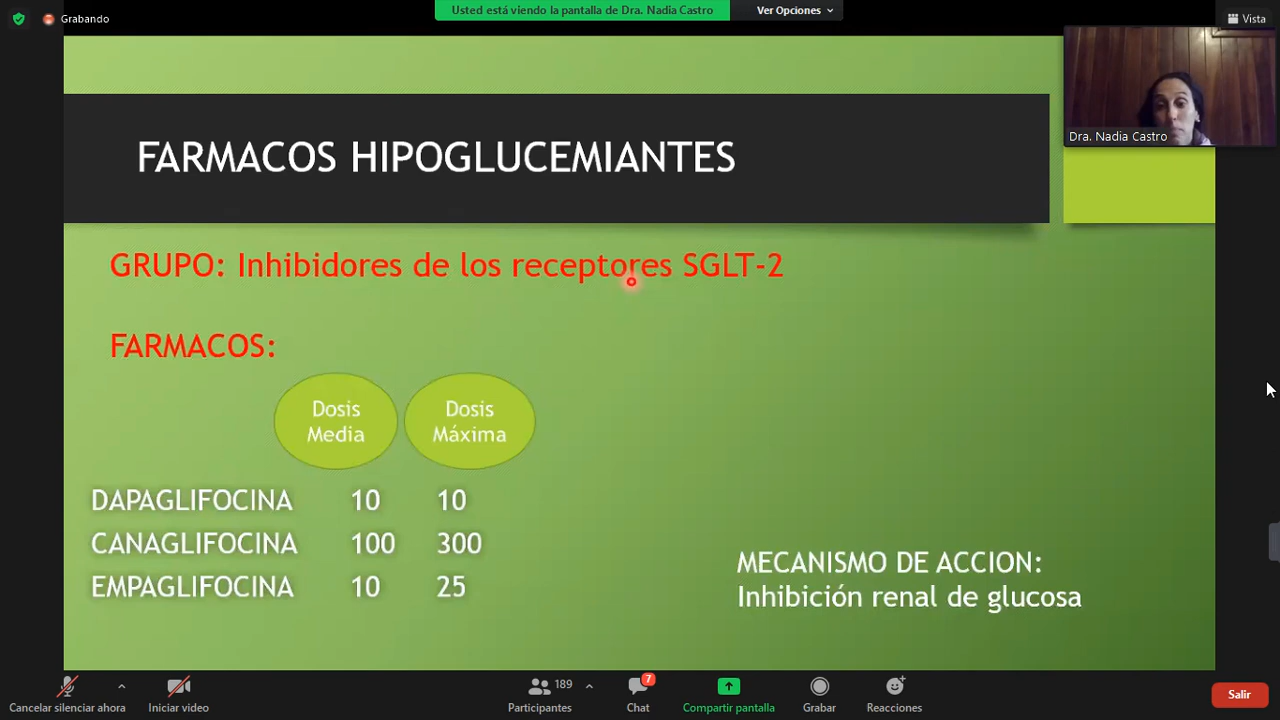 Grabando
Usted está viendo la pantalla de Dra. Nadia Castro
Ver Opciones
Vista
Dra. Nadia Castro
FARMACOS HIPOGLUCEMIANTES
GRUPO: Inhibidores de los receptores SGLT-2
FARMACOS:
Dosis Media
Dosis Máxima
DAPAGLIFOCINA 10 10
CANAGLIFOCINA 100 300
EMPAGLIFOCINA 10 25
MECANISMO DE ACCION:
Inhibición renal de glucosa
Cancelar silenciar ahora
Iniciar video
189
Participantes
7
Chat
Compartir pantalla
Grabar
Reacciones
Salir